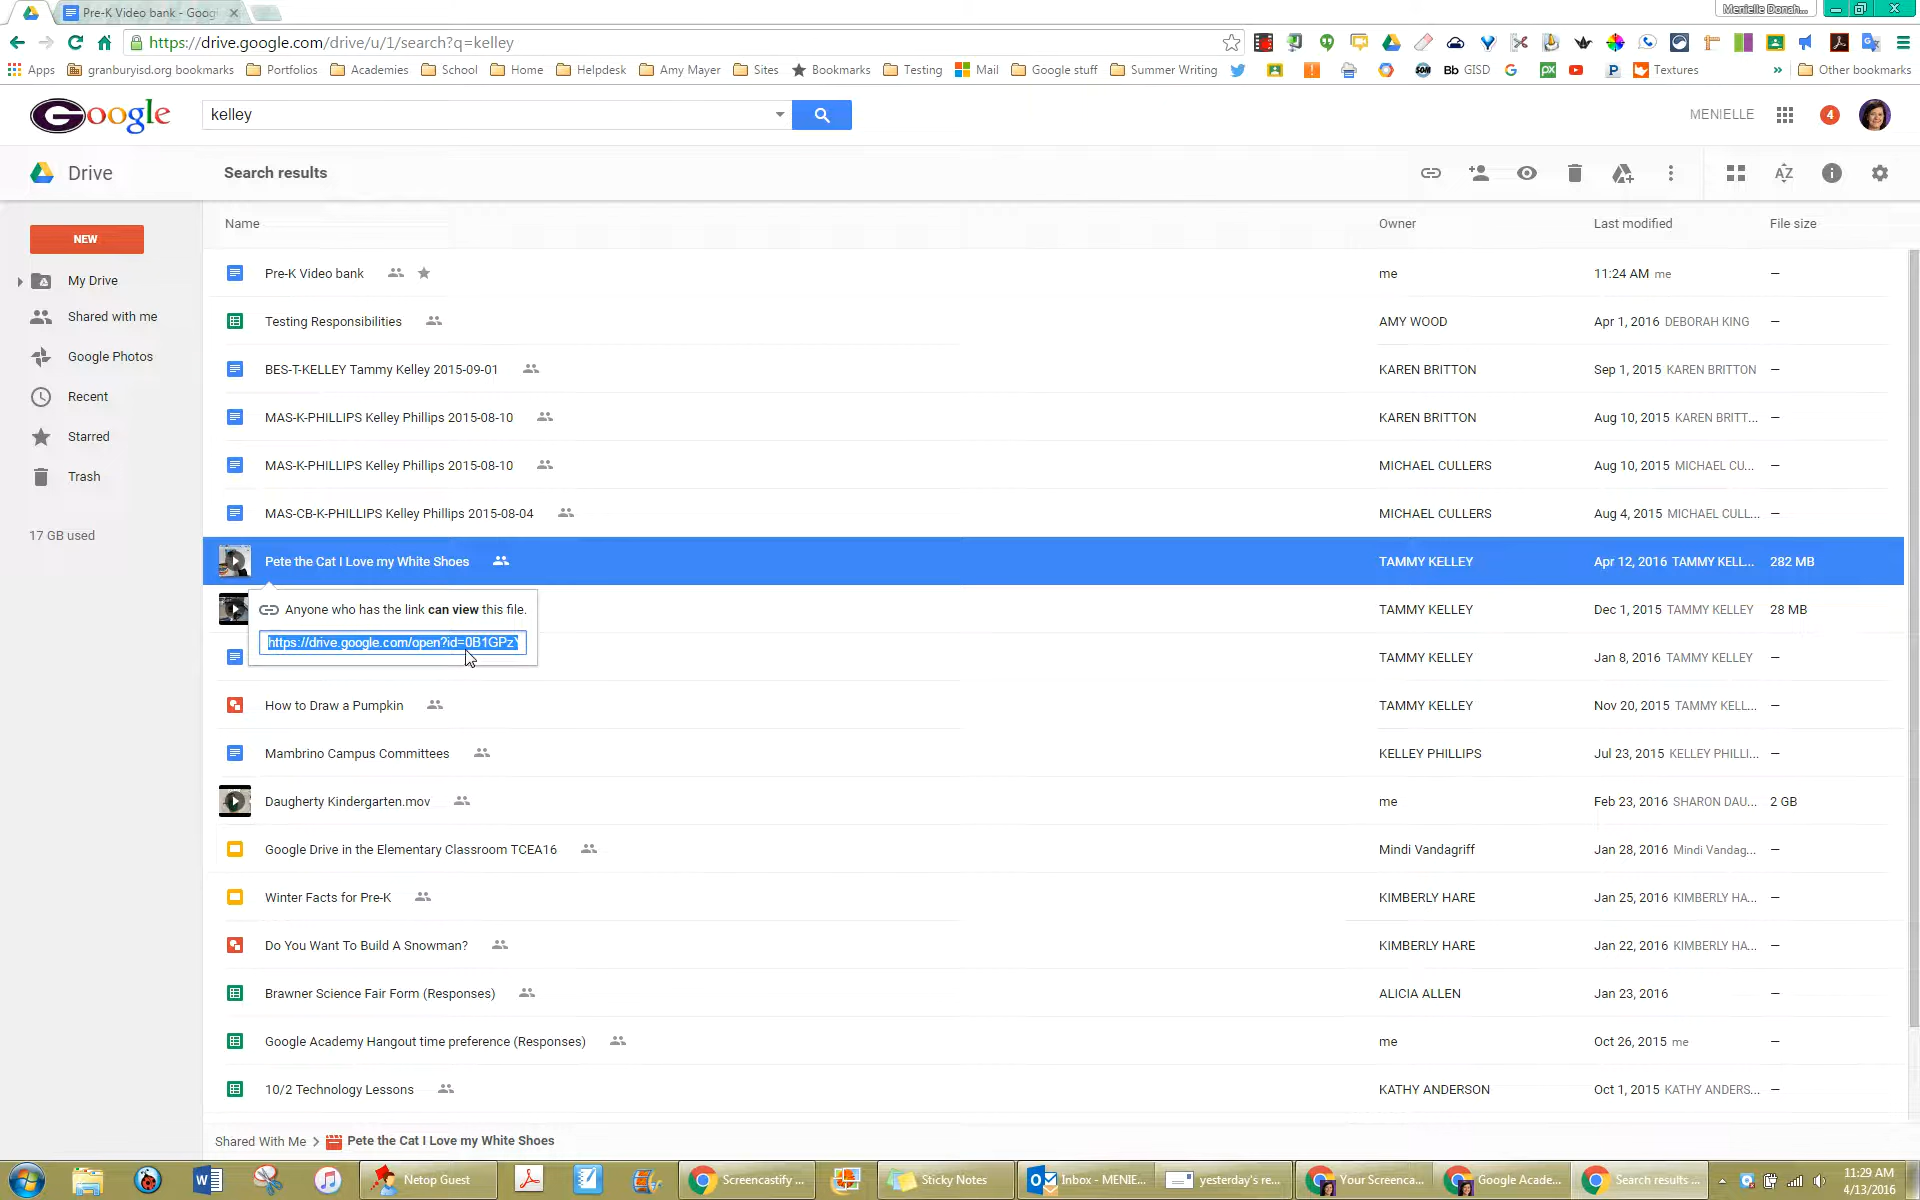 Pre-K Video bank - Googl
Menielle Donah...
https://drive.google.com/drive/u/1/search?q=kelley
Apps granburyisd.org bookmarks Portfolios Academies School Home Helpdesk Amy Mayer Sites Bookmarks Testing Mail Google stuff Summer Writing Bb GISD Textures » Other bookmarks
Google kelley MENIELLE 4
Drive Search results
NEW
My Drive
Shared with me
Google Photos
Recent
Starred
Trash
17 GB used
Name Owner Last modified File size
Pre-K Video bank me 11:24 AM me —
Testing Responsibilities AMY WOOD Apr 1, 2016 DEBORAH KING —
BES-T-KELLEY Tammy Kelley 2015-09-01 KAREN BRITTON Sep 1, 2015 KAREN BRITTON —
MAS-K-PHILLIPS Kelley Phillips 2015-08-10 KAREN BRITTON Aug 10, 2015 KAREN BRITT... —
MAS-K-PHILLIPS Kelley Phillips 2015-08-10 MICHAEL CULLERS Aug 10, 2015 MICHAEL CU... —
MAS-CB-K-PHILLIPS Kelley Phillips 2015-08-04 MICHAEL CULLERS Aug 4, 2015 MICHAEL CULL... —
Pete the Cat I Love my White Shoes TAMMY KELLEY Apr 12, 2016 TAMMY KELL... 282 MB
Anyone who has the link can view this file.
https://drive.google.com/open?id=0B1GPzY
TAMMY KELLEY Dec 1, 2015 TAMMY KELLEY 28 MB
TAMMY KELLEY Jan 8, 2016 TAMMY KELLEY —
How to Draw a Pumpkin TAMMY KELLEY Nov 20, 2015 TAMMY KELL... —
Mambrino Campus Committees KELLEY PHILLIPS Jul 23, 2015 KELLEY PHILLI... —
Daugherty Kindergarten.mov me Feb 23, 2016 SHARON DAU... 2 GB
Google Drive in the Elementary Classroom TCEA16 Mindi Vandagriff Jan 28, 2016 Mindi Vandag... —
Winter Facts for Pre-K KIMBERLY HARE Jan 25, 2016 KIMBERLY HA... —
Do You Want To Build A Snowman? KIMBERLY HARE Jan 22, 2016 KIMBERLY HA... —
Brawner Science Fair Form (Responses) ALICIA ALLEN Jan 23, 2016 —
Google Academy Hangout time preference (Responses) me Oct 26, 2015 me —
10/2 Technology Lessons KATHY ANDERSON Oct 1, 2015 KATHY ANDERS... —
Shared With Me > Pete the Cat I Love my White Shoes
Netop Guest Screencastify ... Sticky Notes Inbox - MENIE... yesterday's re... Your Screenca... Google Acade... Search results ... 11:29 AM
4/13/2016